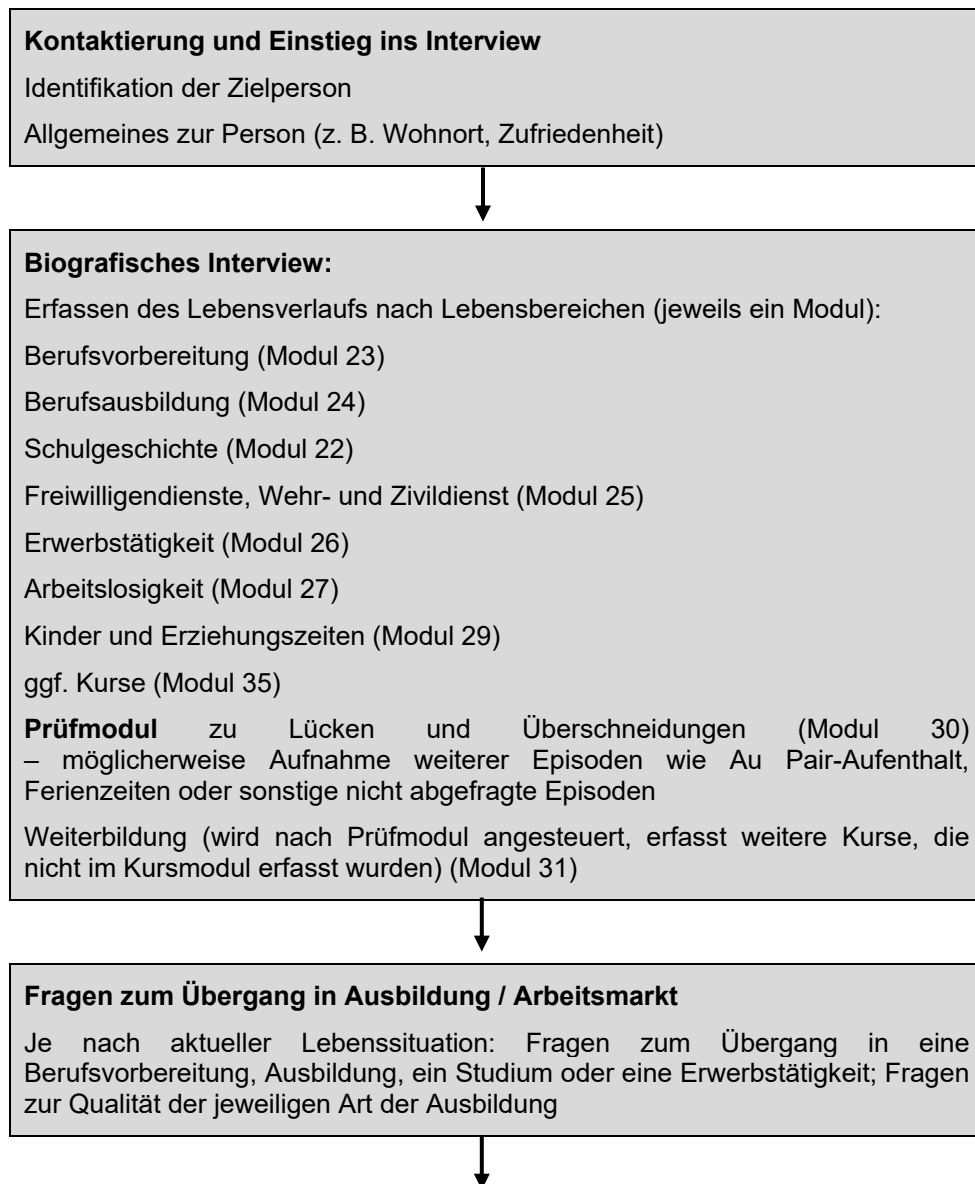 Kontaktierung und Einstieg ins Interview
Identifikation der Zielperson
Allgemeines zur Person (z. B. Wohnort, Zufriedenheit)
Biografisches Interview:
Erfassen des Lebensverlaufs nach Lebensbereichen (jeweils ein Modul):
Berufsvorbereitung (Modul 23)
Berufsausbildung (Modul 24)
Schulgeschichte (Modul 22)
Freiwilligendienste, Wehr- und Zivildienst (Modul 25)
Erwerbstätigkeit (Modul 26)
Arbeitslosigkeit (Modul 27)
Kinder und Erziehungszeiten (Modul 29)
ggf. Kurse (Modul 35)
Prüfmodul zu Lücken und Überschneidungen (Modul 30)
– möglicherweise Aufnahme weiterer Episoden wie Au Pair-Aufenthalt,
Ferienzeiten oder sonstige nicht abgefragte Episoden
Weiterbildung (wird nach Prüfmodul angesteuert, erfasst weitere Kurse, die
nicht im Kursmodul erfasst wurden) (Modul 31)
Fragen zum Übergang in Ausbildung / Arbeitsmarkt
Je nach aktueller Lebenssituation: Fragen zum Übergang in eine
Berufsvorbereitung, Ausbildung, ein Studium oder eine Erwerbstätigkeit; Fragen
zur Qualität der jeweiligen Art der Ausbildung